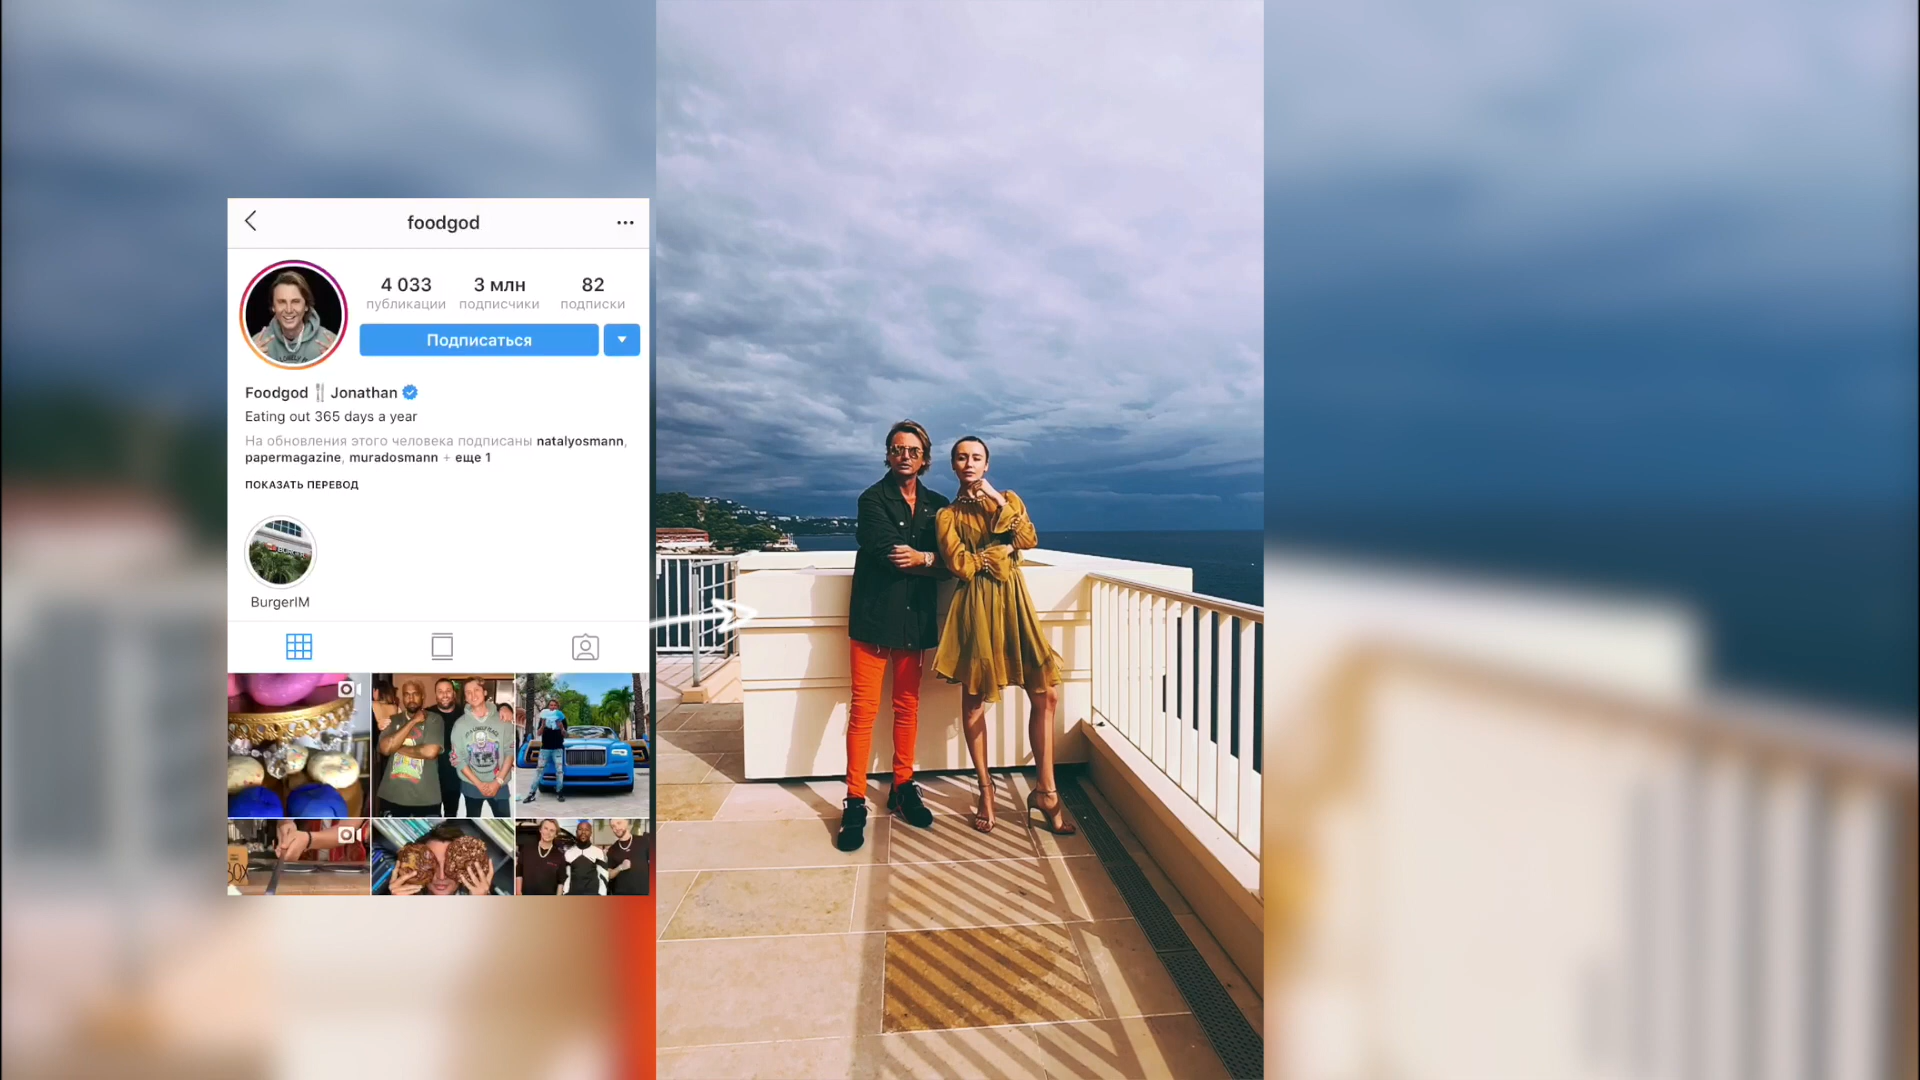 foodgod
4 033 3 млн 82
публикации подписчики подписки
Подписаться
Foodgod Jonathan
Eating out 365 days a year
На обновления этого человека подписаны natalyosmann,
papermagazine, muradosmann + еще 1
ПОКАЗАТЬ ПЕРЕВОД
BurgerIM